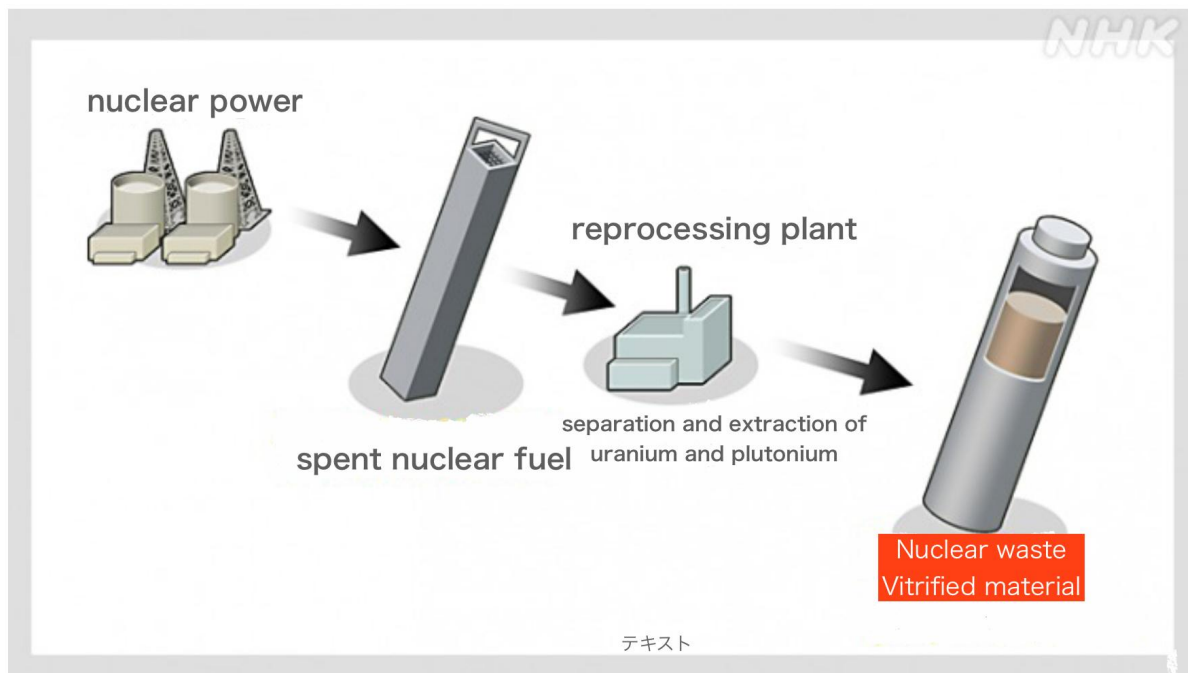 NHK
nuclear power
reprocessing plant
separation and extraction of
uranium and plutonium
spent nuclear fuel
Nuclear waste
Vitrified material
テキスト